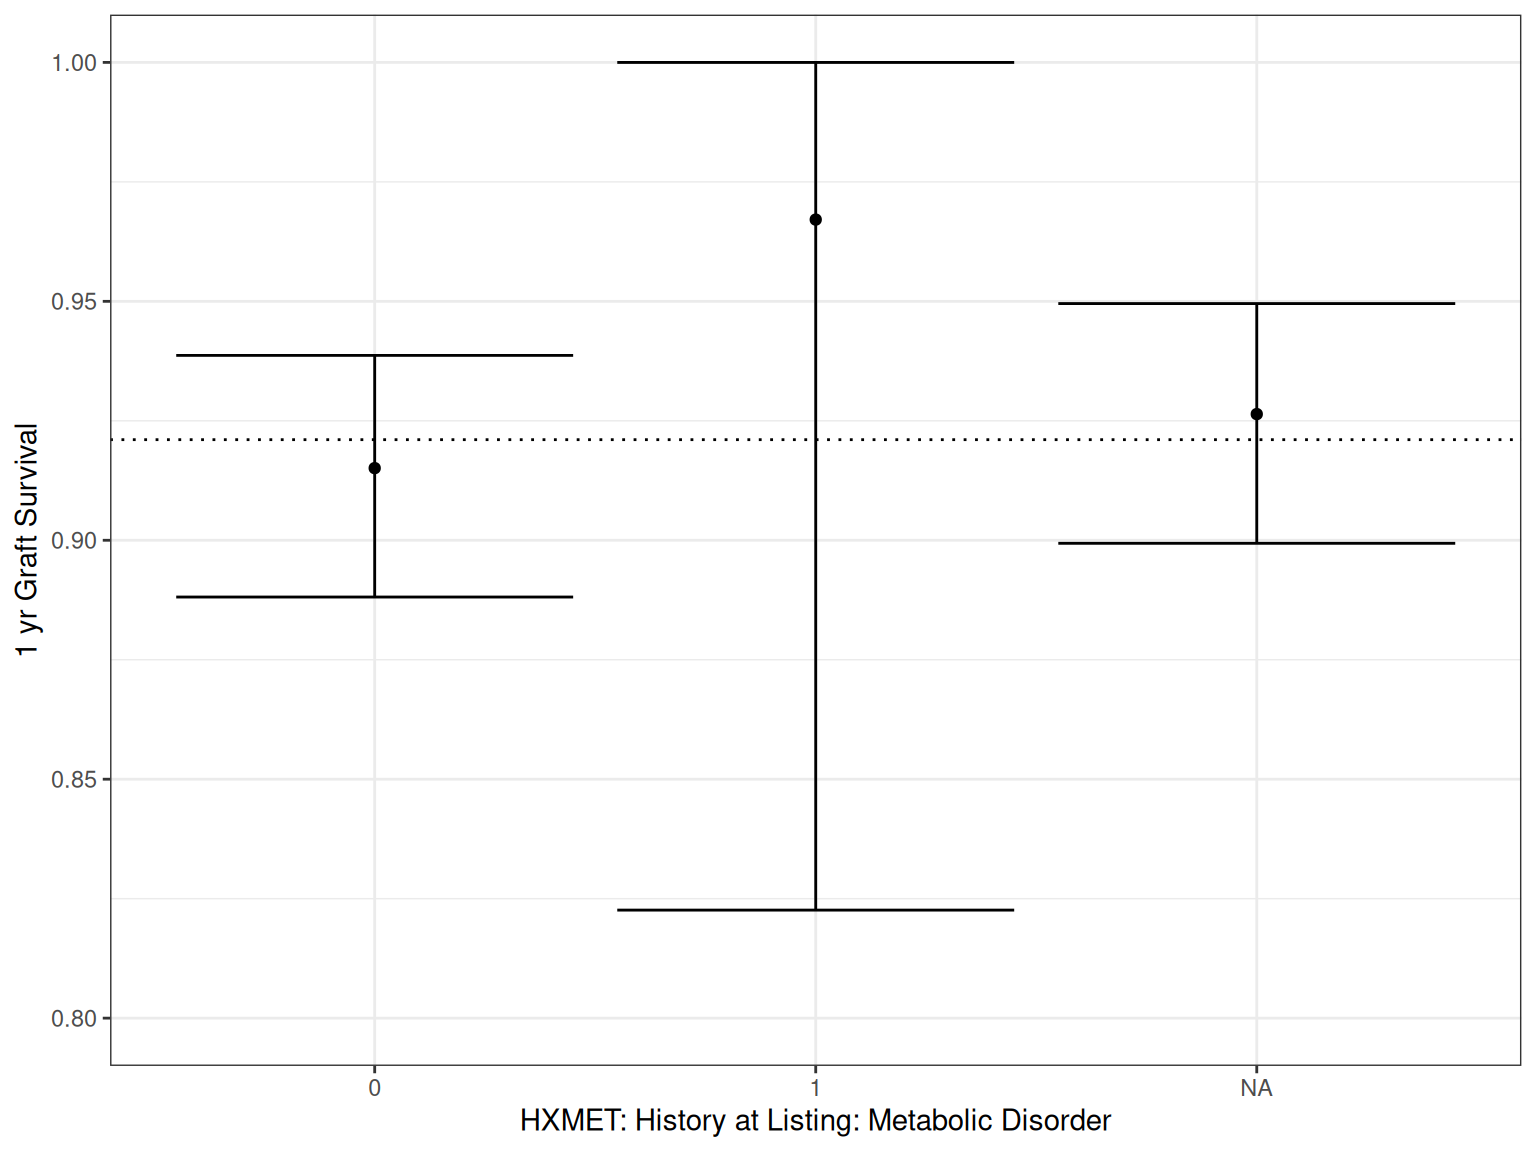 1.00
0.95
0.90
0.85
0.80
1 yr Graft Survival
0 1 NA
HXMET: History at Listing: Metabolic Disorder